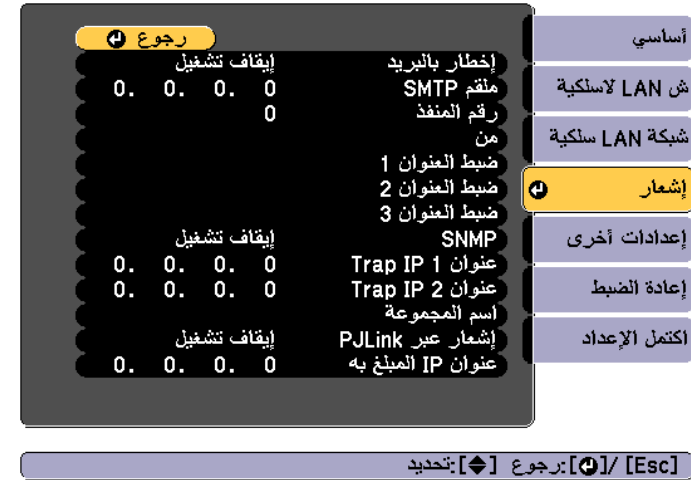 رجوع
إخطار بالبريد إيقاف تشغيل
ملقم SMTP 0. 0. 0. 0
رقم المنفذ 0
من
ضبط العنوان 1
ضبط العنوان 2
ضبط العنوان 3
SNMP إيقاف تشغيل
عنوان Trap IP 1 0. 0. 0. 0
عنوان Trap IP 2 0. 0. 0. 0
اسم المجموعة
إشعار عبر PJLink إيقاف تشغيل
عنوان IP المبلغ به 0. 0. 0. 0
أساسي
ش LAN لاسلكية
شبكة LAN سلكية
إشعار
إعدادات أخرى
إعادة الضبط
اكتمل الإعداد
[Esc] /[]:رجوع []:تحديد